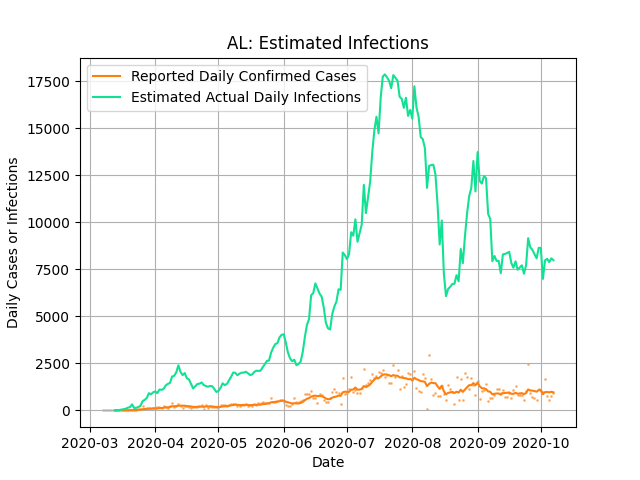 AL: Estimated Infections
Reported Daily Confirmed Cases
Estimated Actual Daily Infections
17500
15000
12500
10000
7500
5000
2500
0
Daily Cases or Infections
2020-03 2020-04 2020-05 2020-06 2020-07 2020-08 2020-09 2020-10
Date